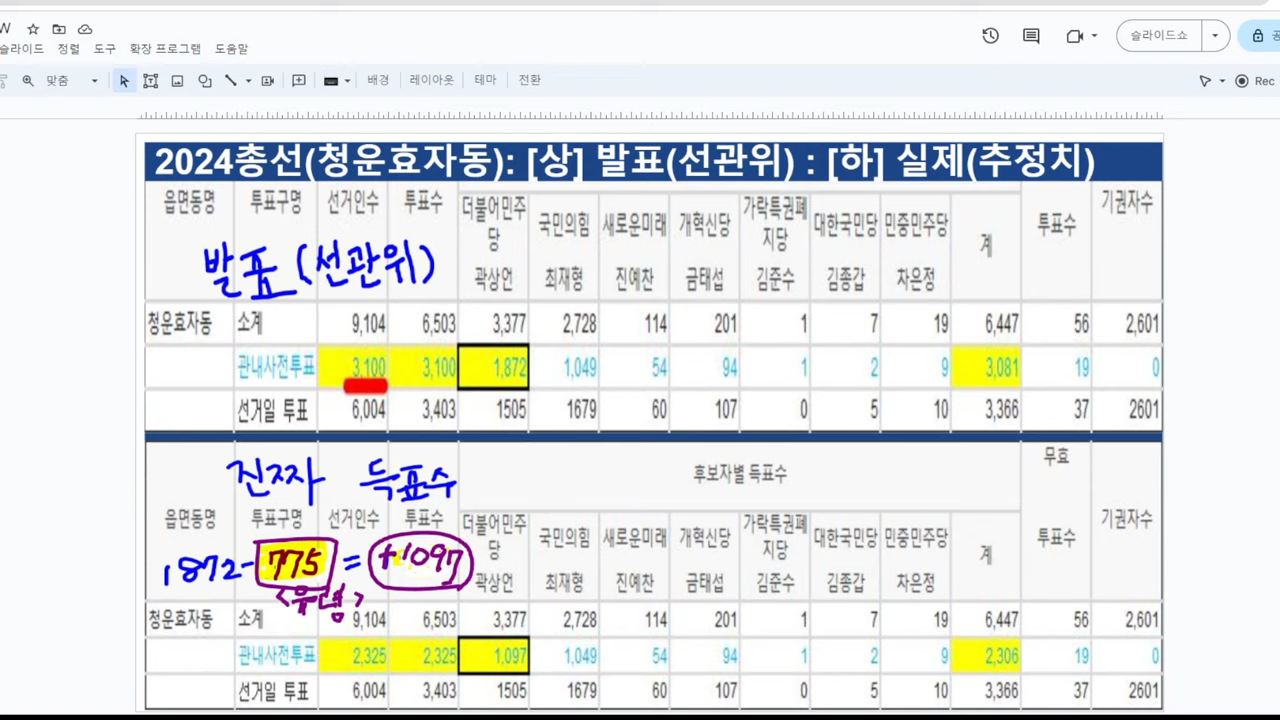 슬라이드 정렬 도구 확장 프로그램 도움말
슬라이드쇼
맞춤 배경 레이아웃 테마 전환 Rec
2024총선(청운효자동): [상] 발표(선관위) : [하] 실제(추정치)
읍면동명 투표구명 선거인수 투표수 더불어민주당 곽상언 국민의힘 최재형 새로운미래 진예찬 개혁신당 금태섭 가락특권폐지당 김준수 대한국민당 김종갑 민중민주당 차은정 계 투표수 기권자수
발표(선관위)
청운효자동 소계 9,104 6,503 3,377 2,728 114 201 1 7 19 6,447 56 2,601
관내사전투표 3,100 3,100 1,872 1,049 54 94 1 2 9 3,081 19 0
선거일 투표 6,004 3,403 1505 1679 60 107 0 5 10 3,366 37 2601
진짜 득표수
후보자별 득표수
무효
읍면동명 투표구명 선거인수 투표수 더불어민주당 곽상언 국민의힘 최재형 새로운미래 진예찬 개혁신당 금태섭 가락특권폐지당 김준수 대한국민당 김종갑 민중민주당 차은정 계 투표수 기권자수
1872-775=+1097
<유령>
청운효자동 소계 9,104 6,503 3,377 2,728 114 201 1 7 19 6,447 56 2,601
관내사전투표 2,325 2,325 1,097 1,049 54 94 1 2 9 2,306 19 0
선거일 투표 6,004 3,403 1505 1679 60 107 0 5 10 3,366 37 2601